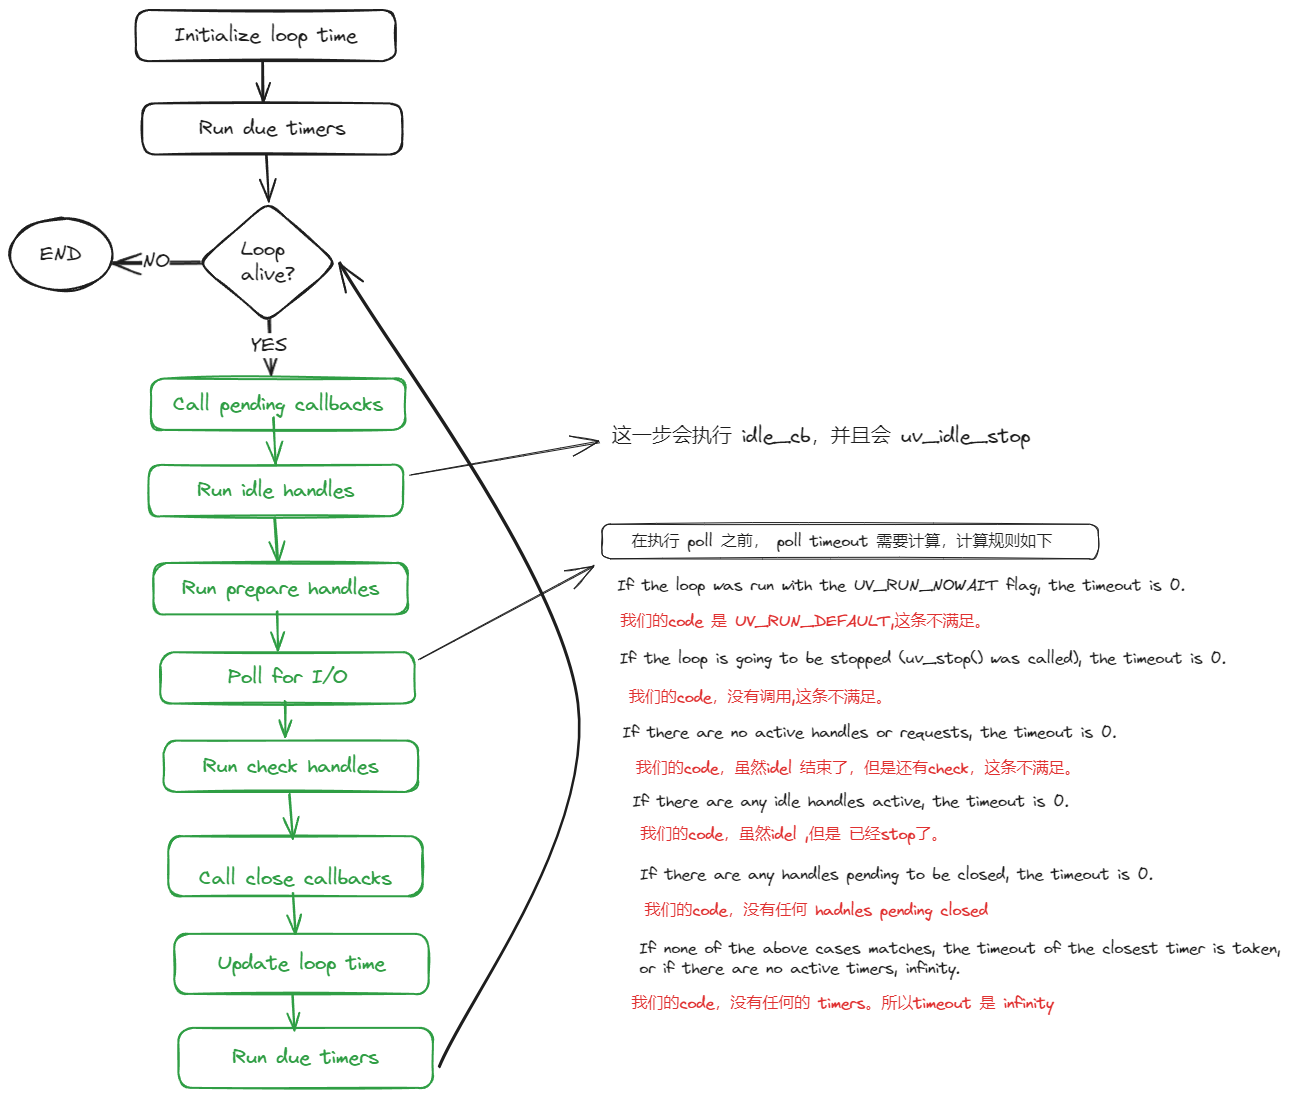 Initialize loop time
Run due timers
Loop
alive?
NO
END
YES
Call pending callbacks
Run idle handles
Run prepare handles
Poll for I/O
Run check handles
Call close callbacks
Update loop time
Run due timers
这一步会执行 idle_cb，并且会 uv_idle_stop
在执行 poll 之前， poll timeout 需要计算，计算规则如下
If the loop was run with the UV_RUN_NOWAIT flag, the timeout is 0.
我们的code 是 UV_RUN_DEFAULT,这条不满足。
If the loop is going to be stopped (uv_stop() was called), the timeout is 0.
我们的code，没有调用,这条不满足。
If there are no active handles or requests, the timeout is 0.
我们的code，虽然idel 结束了，但是还有check，这条不满足。
If there are any idle handles active, the timeout is 0.
我们的code，虽然idel ,但是 已经stop了。
If there are any handles pending to be closed, the timeout is 0.
我们的code，没有任何 hadnles pending closed
If none of the above cases matches, the timeout of the closest timer is taken,
or if there are no active timers, infinity.
我们的code，没有任何的 timers。所以timeout 是 infinity